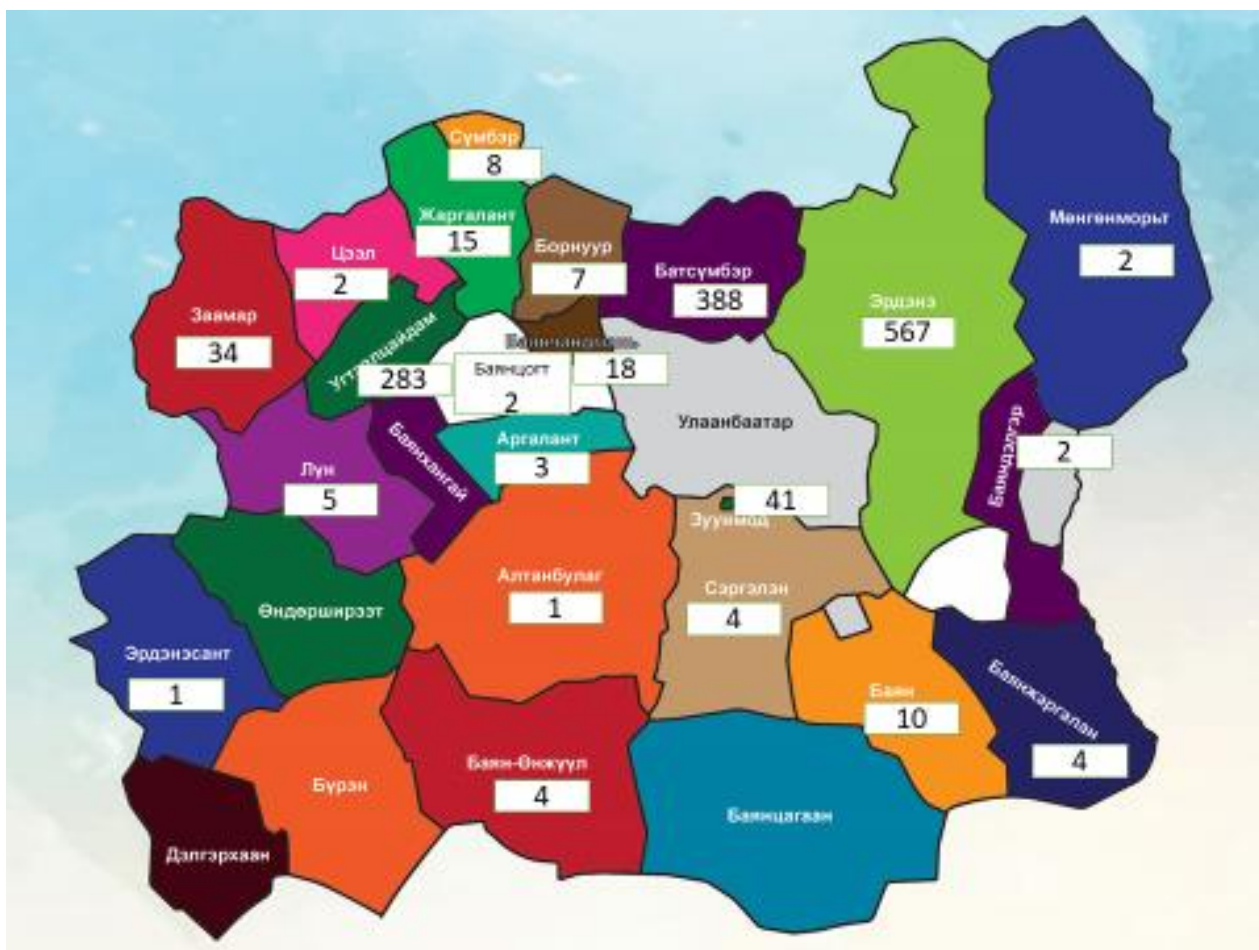 Сүмбэр
8
Жаргалант
15
Мөнгөнморьт
2
Цээл
2
Борнуур
7
Батсүмбэр
388
Эрдэнэ
567
Заамар
34
Угтаалцайдам
283
Баянчандмань
18
Баянцогт
2
Улаанбаатар
Аргалант
3
Баянхангай
Баяндэлгэр
2
Лүн
5
41
Зуунмод
Алтанбулаг
1
Сэргэлэн
4
Өндөрширээт
Эрдэнэсант
1
Баян
10
Баянжаргалан
4
Баян-Өнжүүл
4
Бүрэн
Баянцагаан
Дэлгэрхаан